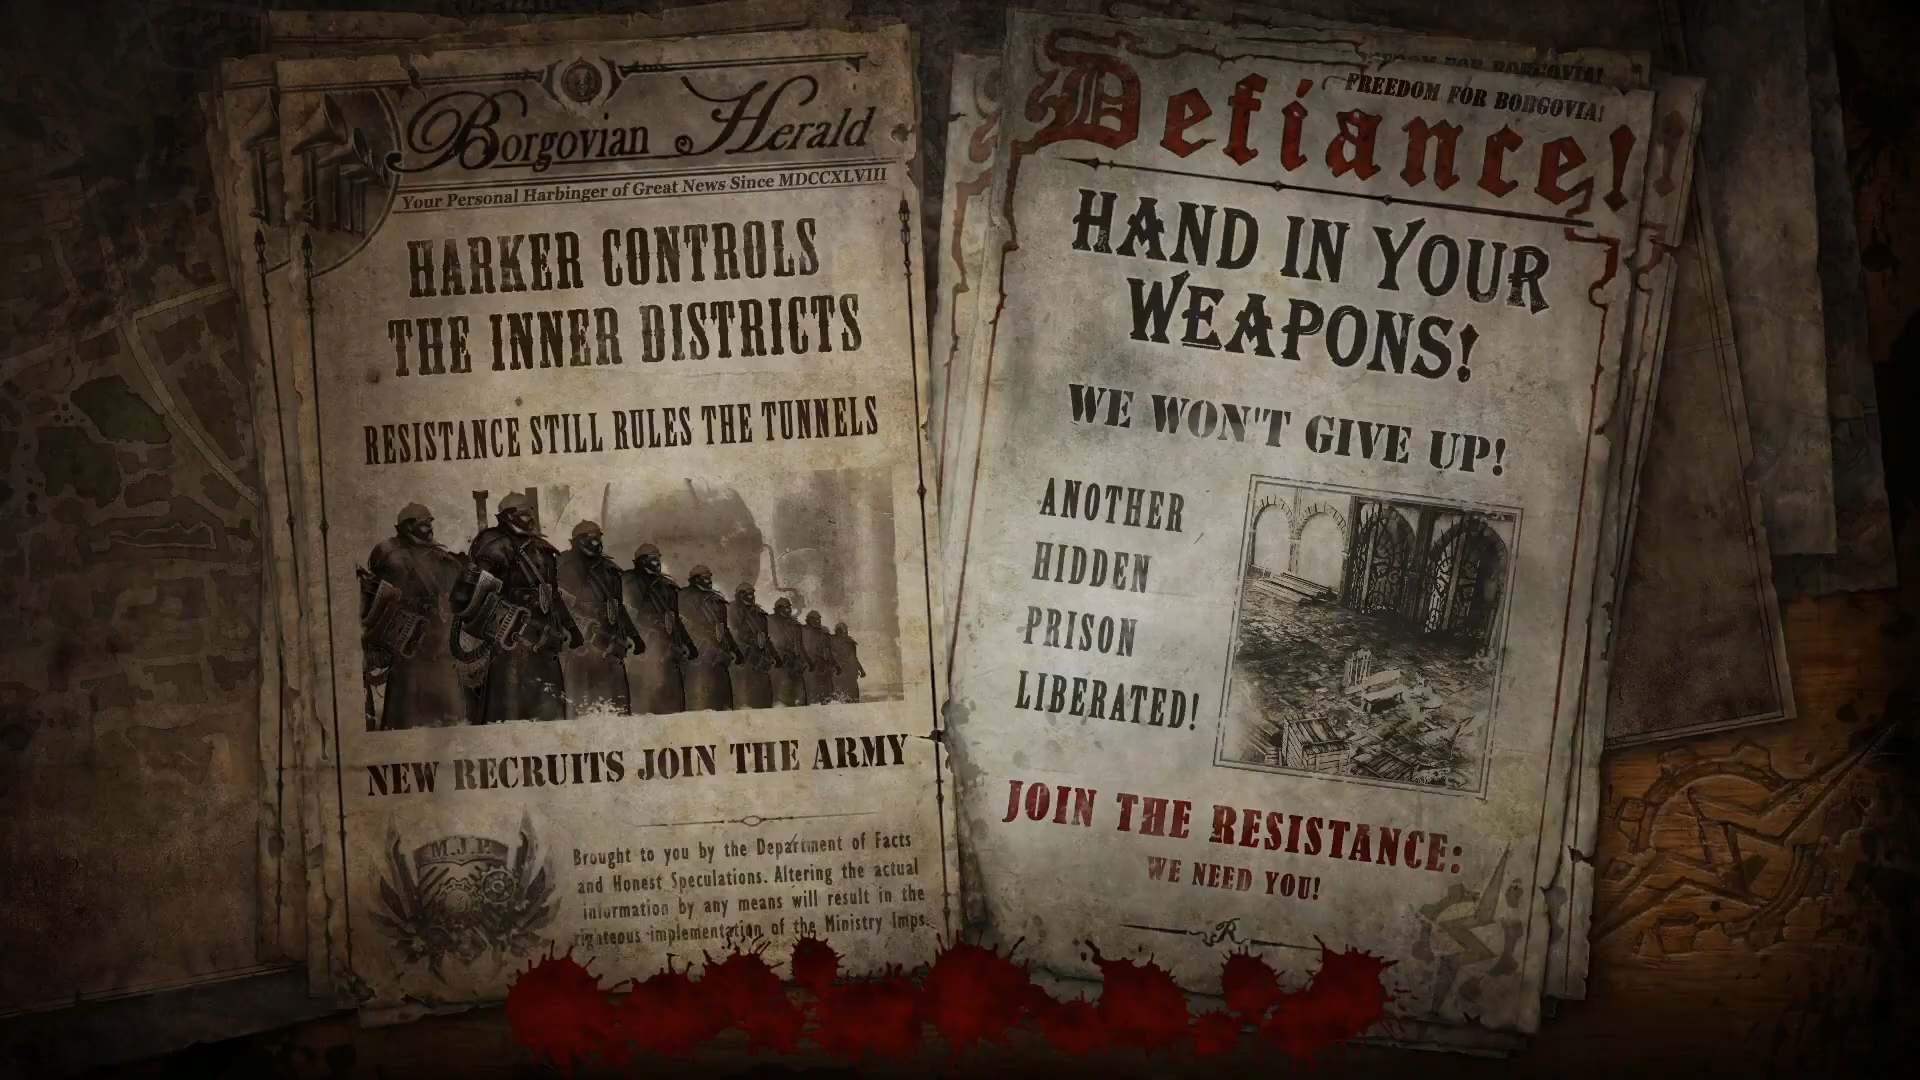 Borgovian Herald
Your Personal Harbinger of Great News Since MDCCXLVIII
HARKER CONTROLS
THE INNER DISTRICTS
RESISTANCE STILL RULES THE TUNNELS
NEW RECRUITS JOIN THE ARMY
M.J.P.
Brought to you by the Department of Facts
and Honest Speculations. Altering the actual
information by any means will result in the
righteous implementation of the Ministry Imps.
FREEDOM FOR BORGOVIA!
FREEDOM FOR BORGOVIA!
Defiance!
HAND IN YOUR
WEAPONS!
WE WON'T GIVE UP!
ANOTHER
HIDDEN
PRISON
LIBERATED!
JOIN THE RESISTANCE:
WE NEED YOU!
R